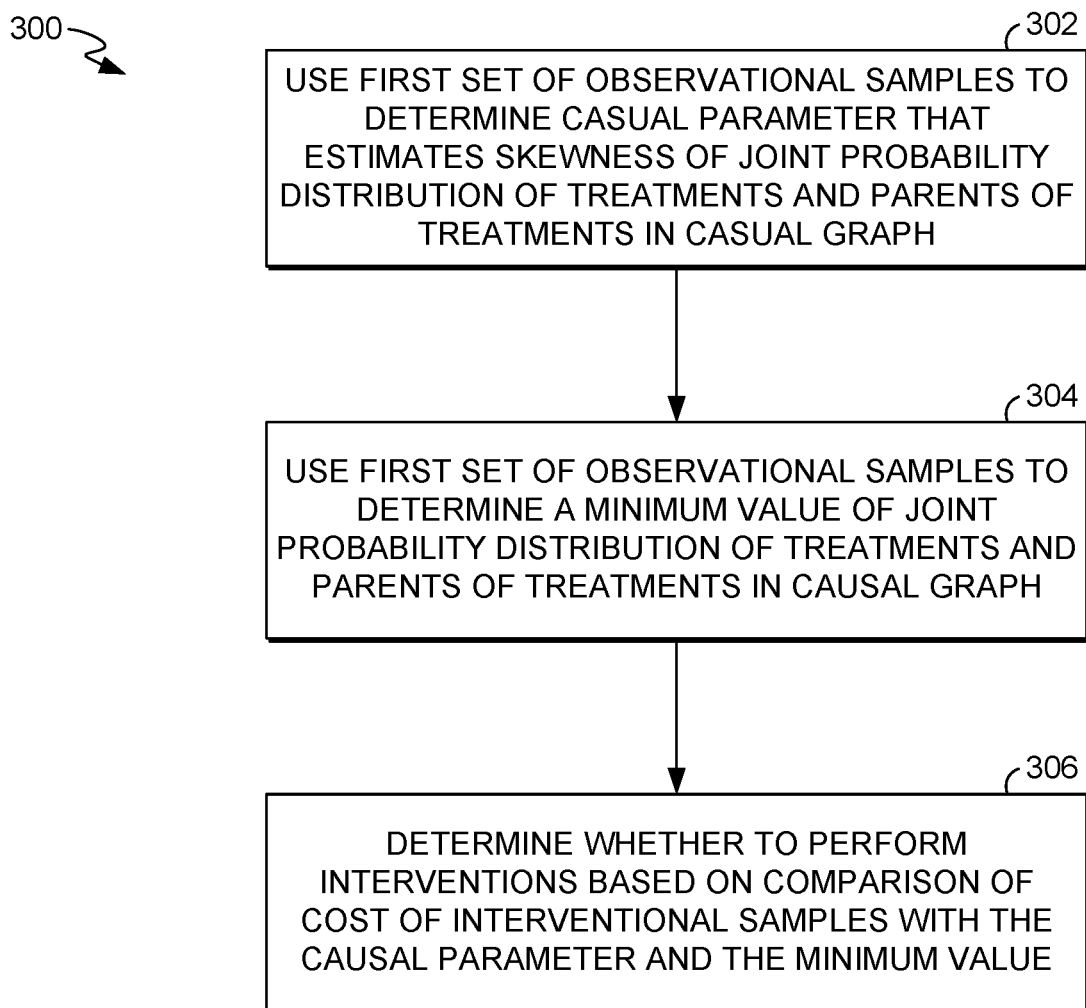 300
302
USE FIRST SET OF OBSERVATIONAL SAMPLES TO
DETERMINE CASUAL PARAMETER THAT
ESTIMATES SKEWNESS OF JOINT PROBABILITY
DISTRIBUTION OF TREATMENTS AND PARENTS OF
TREATMENTS IN CASUAL GRAPH
304
USE FIRST SET OF OBSERVATIONAL SAMPLES TO
DETERMINE A MINIMUM VALUE OF JOINT
PROBABILITY DISTRIBUTION OF TREATMENTS AND
PARENTS OF TREATMENTS IN CAUSAL GRAPH
306
DETERMINE WHETHER TO PERFORM
INTERVENTIONS BASED ON COMPARISON OF
COST OF INTERVENTIONAL SAMPLES WITH THE
CAUSAL PARAMETER AND THE MINIMUM VALUE